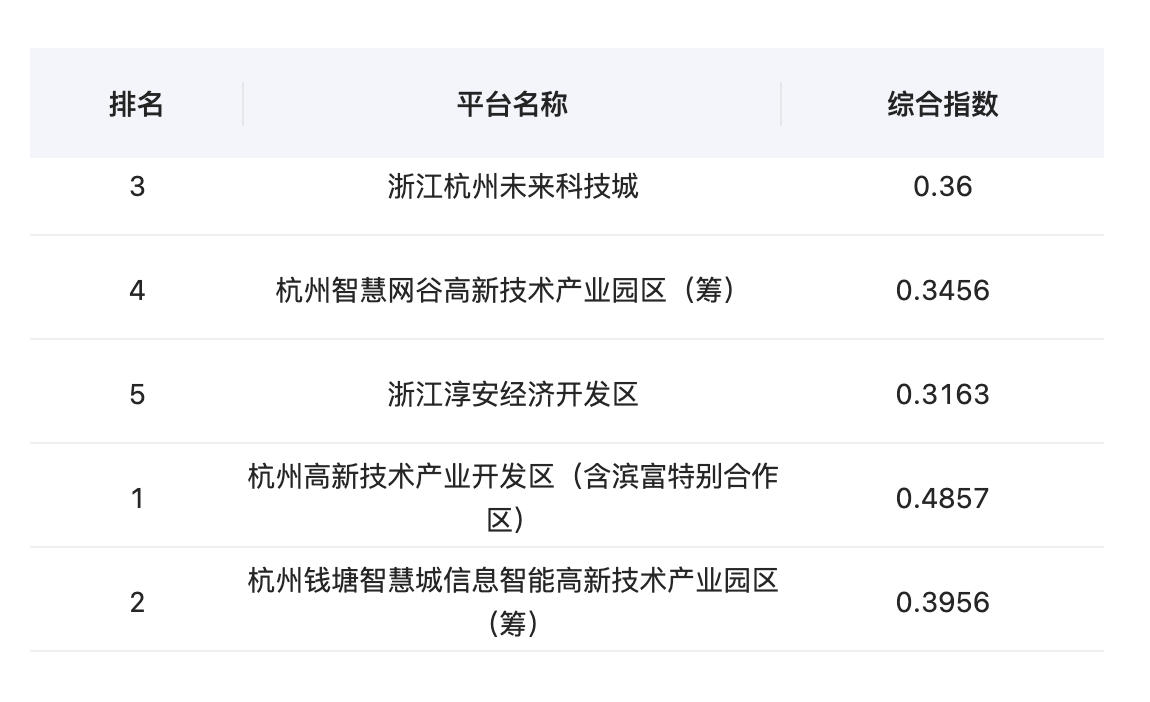 排名 平台名称 综合指数
3 浙江杭州未来科技城 0.36
4 杭州智慧网谷高新技术产业园区（筹） 0.3456
5 浙江淳安经济开发区 0.3163
1 杭州高新技术产业开发区（含滨富特别合作
区） 0.4857
2 杭州钱塘智慧城信息智能高新技术产业园区
（筹） 0.3956